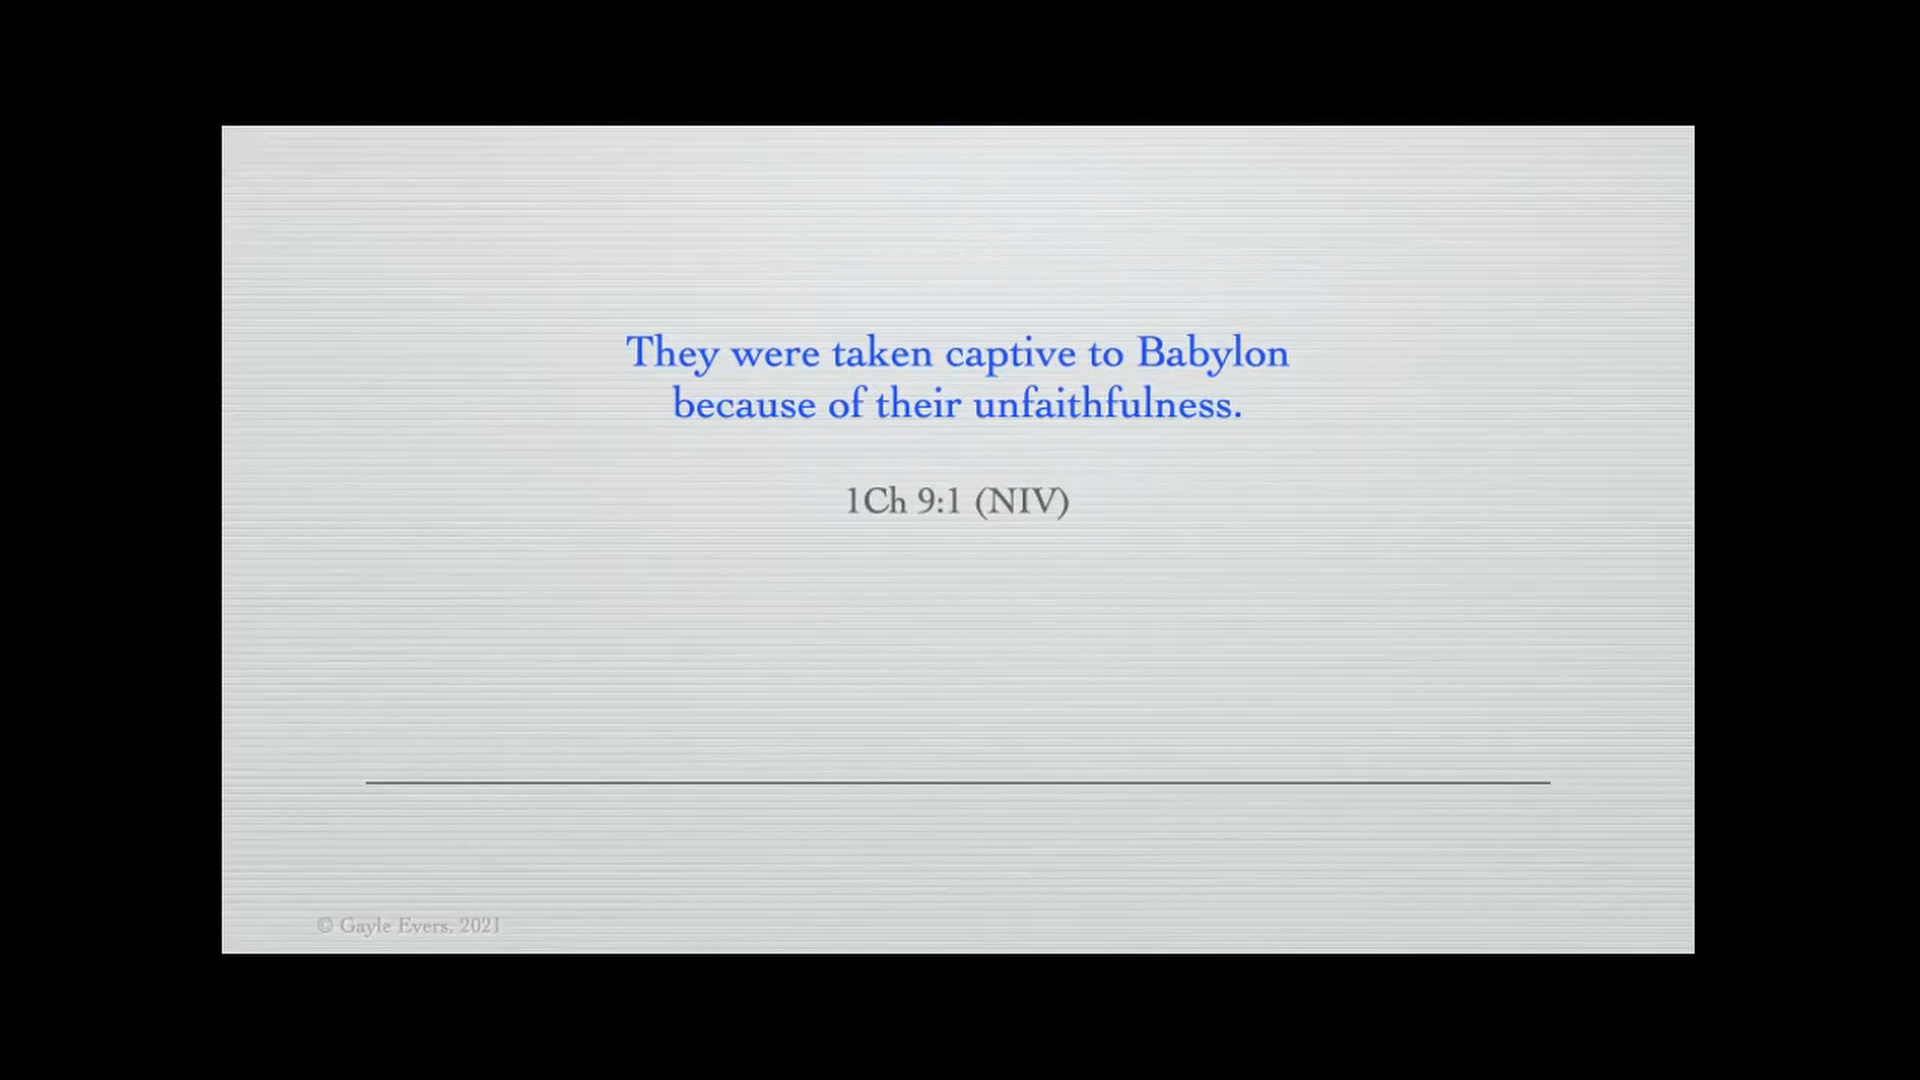 They were taken captive to Babylon
because of their unfaithfulness.
1Ch 9:1 (NIV)
© Gayle Evers, 2021